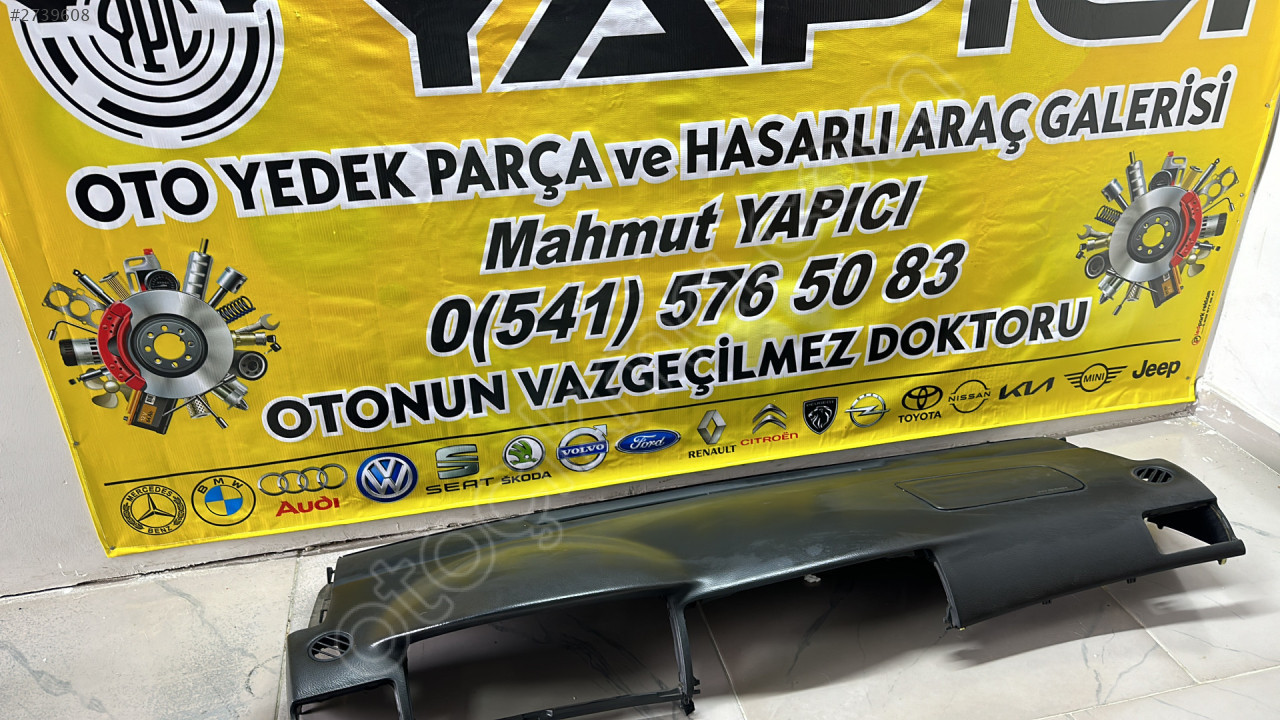 #2739608
YPC
YAPICI
OTO YEDEK PARÇA ve HASARLI ARAÇ GALERİSİ
Mahmut YAPICI
0(541) 576 50 83
OTONUN VAZGEÇİLMEZ DOKTORU
MERCEDES BENZ
BMW
Audi
SEAT
ŠKODA
VOLVO
Ford
RENAULT
CITROËN
TOYOTA
NISSAN
KIA
MINI
Jeep